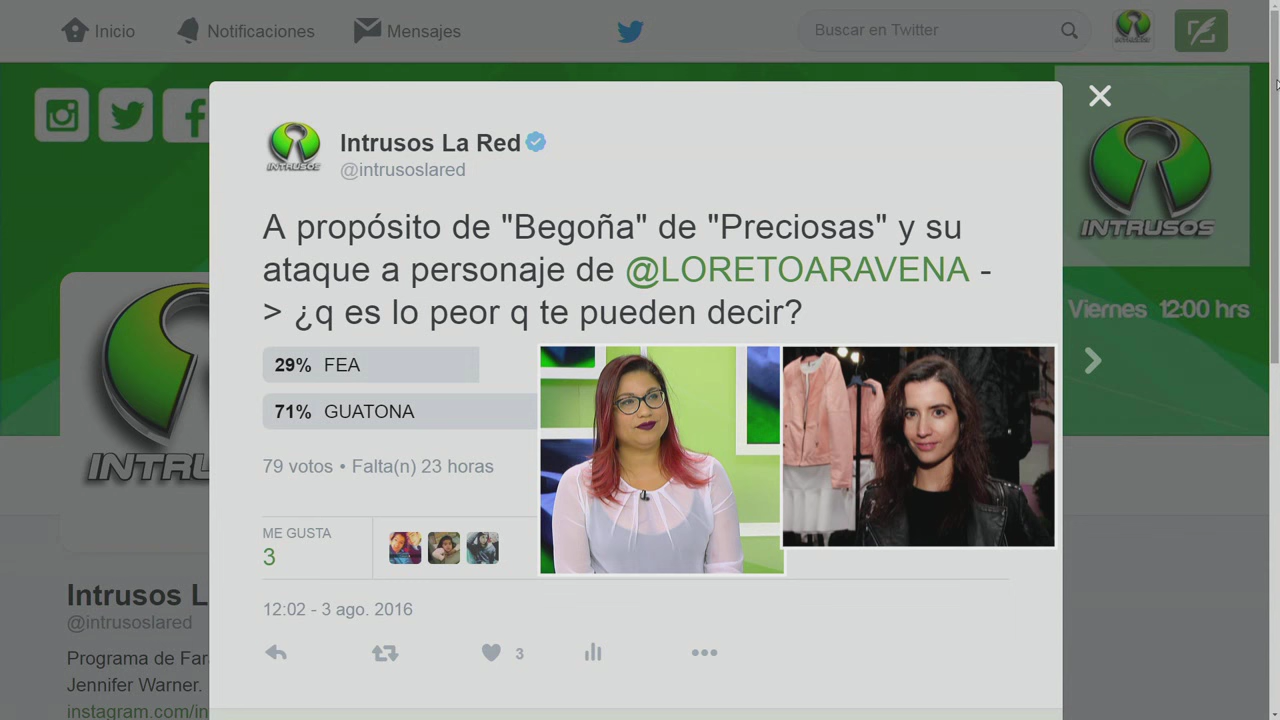 Inicio
Notificaciones
Mensajes
Buscar en Twitter
INTRUSOS
Intrusos La Red
@intrusoslared
A propósito de "Begoña" de "Preciosas" y su
ataque a personaje de @LORETOARAVENA -
> ¿q es lo peor q te pueden decir?
29% FEA
71% GUATONA
79 votos • Falta(n) 23 horas
ME GUSTA
3
12:02 - 3 ago. 2016
3
INTRUSOS
Viernes 12:00 hrs
INTRU
Intrusos L
@intrusoslared
Programa de Far
Jennifer Warner.
instagram.com/in